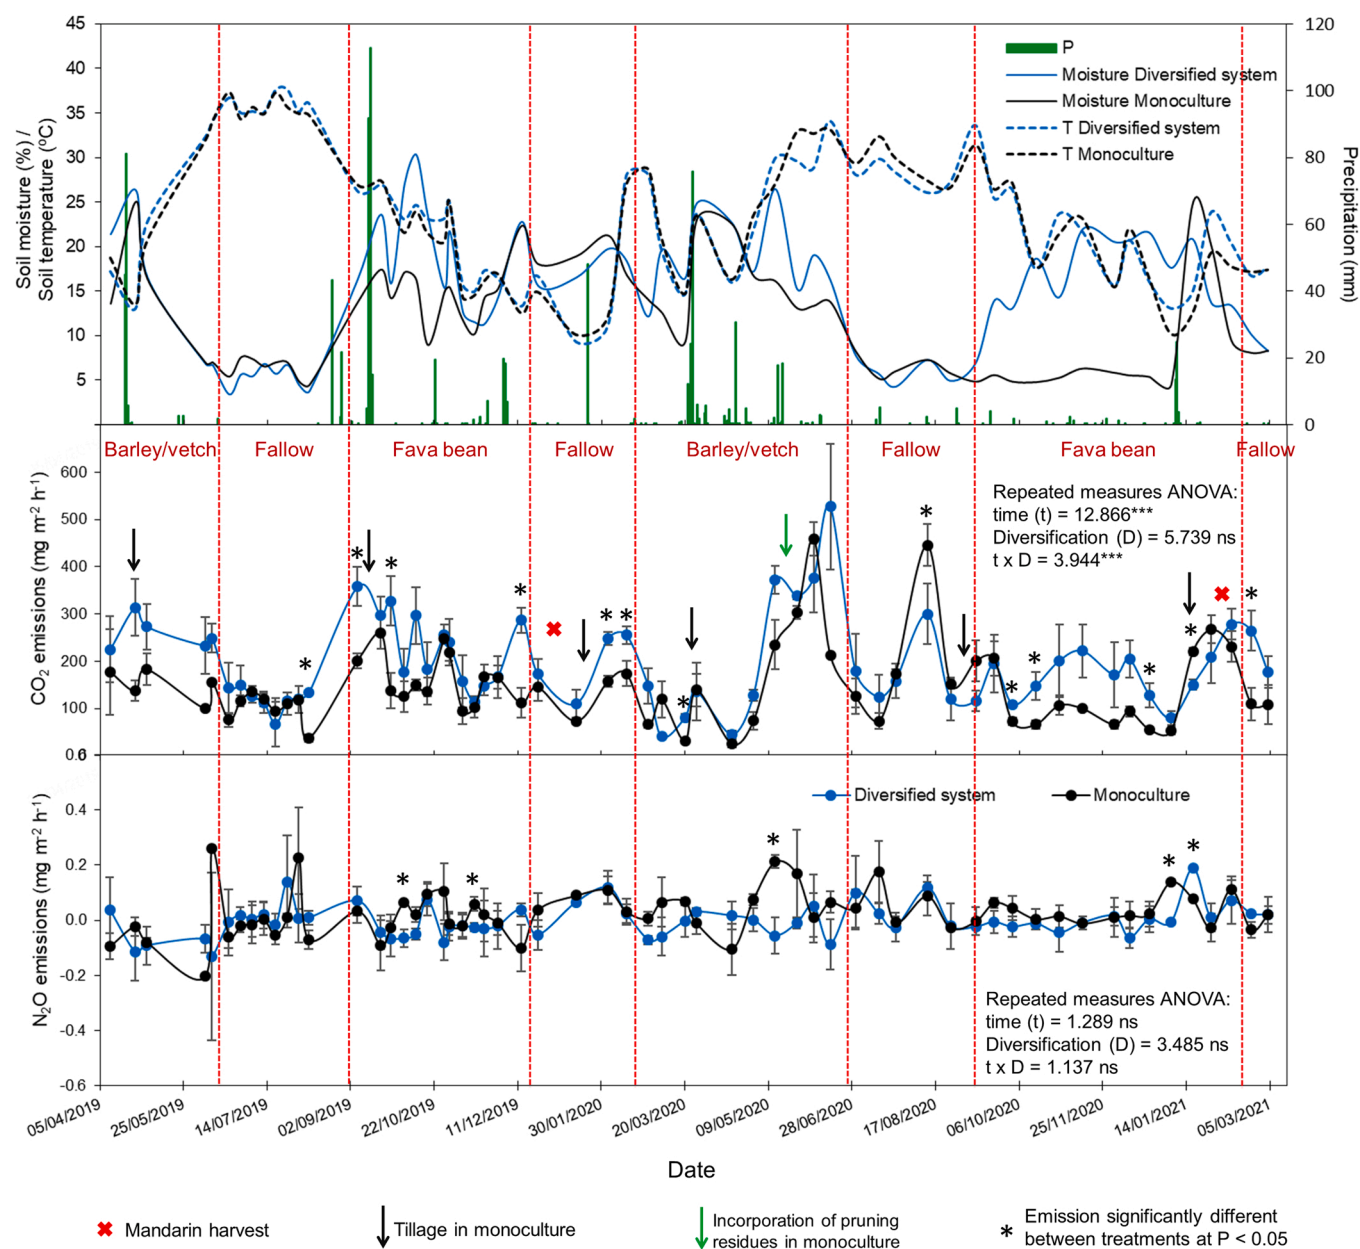 45
40
35
30
25
20
15
10
5
Soil moisture (%) /
Soil temperature (⁰C)
120
100
80
60
40
20
0
Precipitation (mm)
P
Moisture Diversified system
Moisture Monoculture
T Diversified system
T Monoculture
Barley/vetch
Fallow
Fava bean
Fallow
Barley/vetch
Fallow
Fava bean
Fallow
600
500
400
300
200
100
CO₂ emissions (mg m⁻² h⁻¹)
Repeated measures ANOVA:
time (t) = 12.866***
Diversification (D) = 5.739 ns
t x D = 3.944***
* * * * * * * * * * * * *
0.4
0.2
0.0
-0.2
-0.4
-0.6
N₂O emissions (mg m⁻² h⁻¹)
Diversified system
Monoculture
* * * * *
Repeated measures ANOVA:
time (t) = 1.289 ns
Diversification (D) = 3.485 ns
t x D = 1.137 ns
05/04/2019
25/05/2019
14/07/2019
02/09/2019
22/10/2019
11/12/2019
30/01/2020
20/03/2020
09/05/2020
28/06/2020
17/08/2020
06/10/2020
25/11/2020
14/01/2021
05/03/2021
Date
Mandarin harvest
Tillage in monoculture
Incorporation of pruning
residues in monoculture
* Emission significantly different
between treatments at P < 0.05